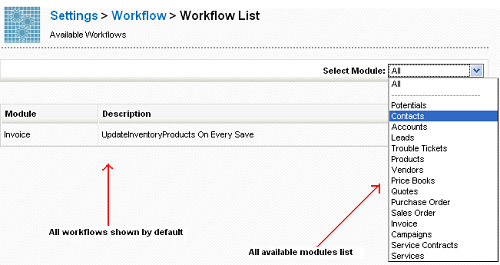 Settings > Workflow > Workflow List
Available Workflows
Select Module: All
All
--------------------------------
Potentials
Contacts
Accounts
Leads
Trouble Tickets
Products
Vendors
Price Books
Quotes
Purchase Order
Sales Order
Invoice
Campaigns
Service Contracts
Services
Module Description
Invoice UpdateInventoryProducts On Every Save
All workflows shown by default
All available modules list